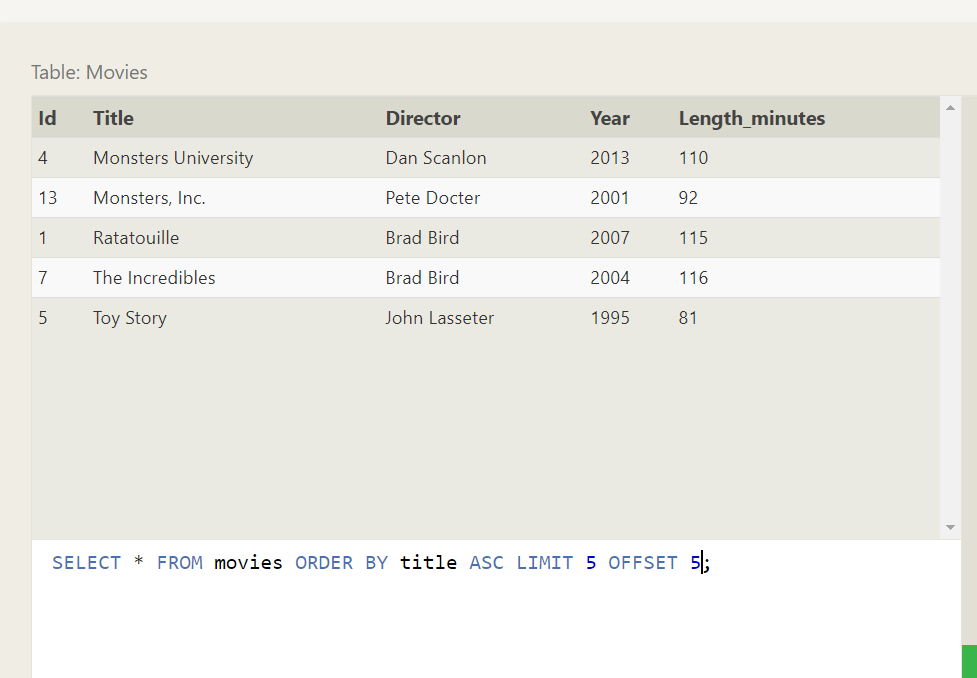 Table: Movies
Id Title Director Year Length_minutes
4 Monsters University Dan Scanlon 2013 110
13 Monsters, Inc. Pete Docter 2001 92
1 Ratatouille Brad Bird 2007 115
7 The Incredibles Brad Bird 2004 116
5 Toy Story John Lasseter 1995 81
SELECT * FROM movies ORDER BY title ASC LIMIT 5 OFFSET 5;